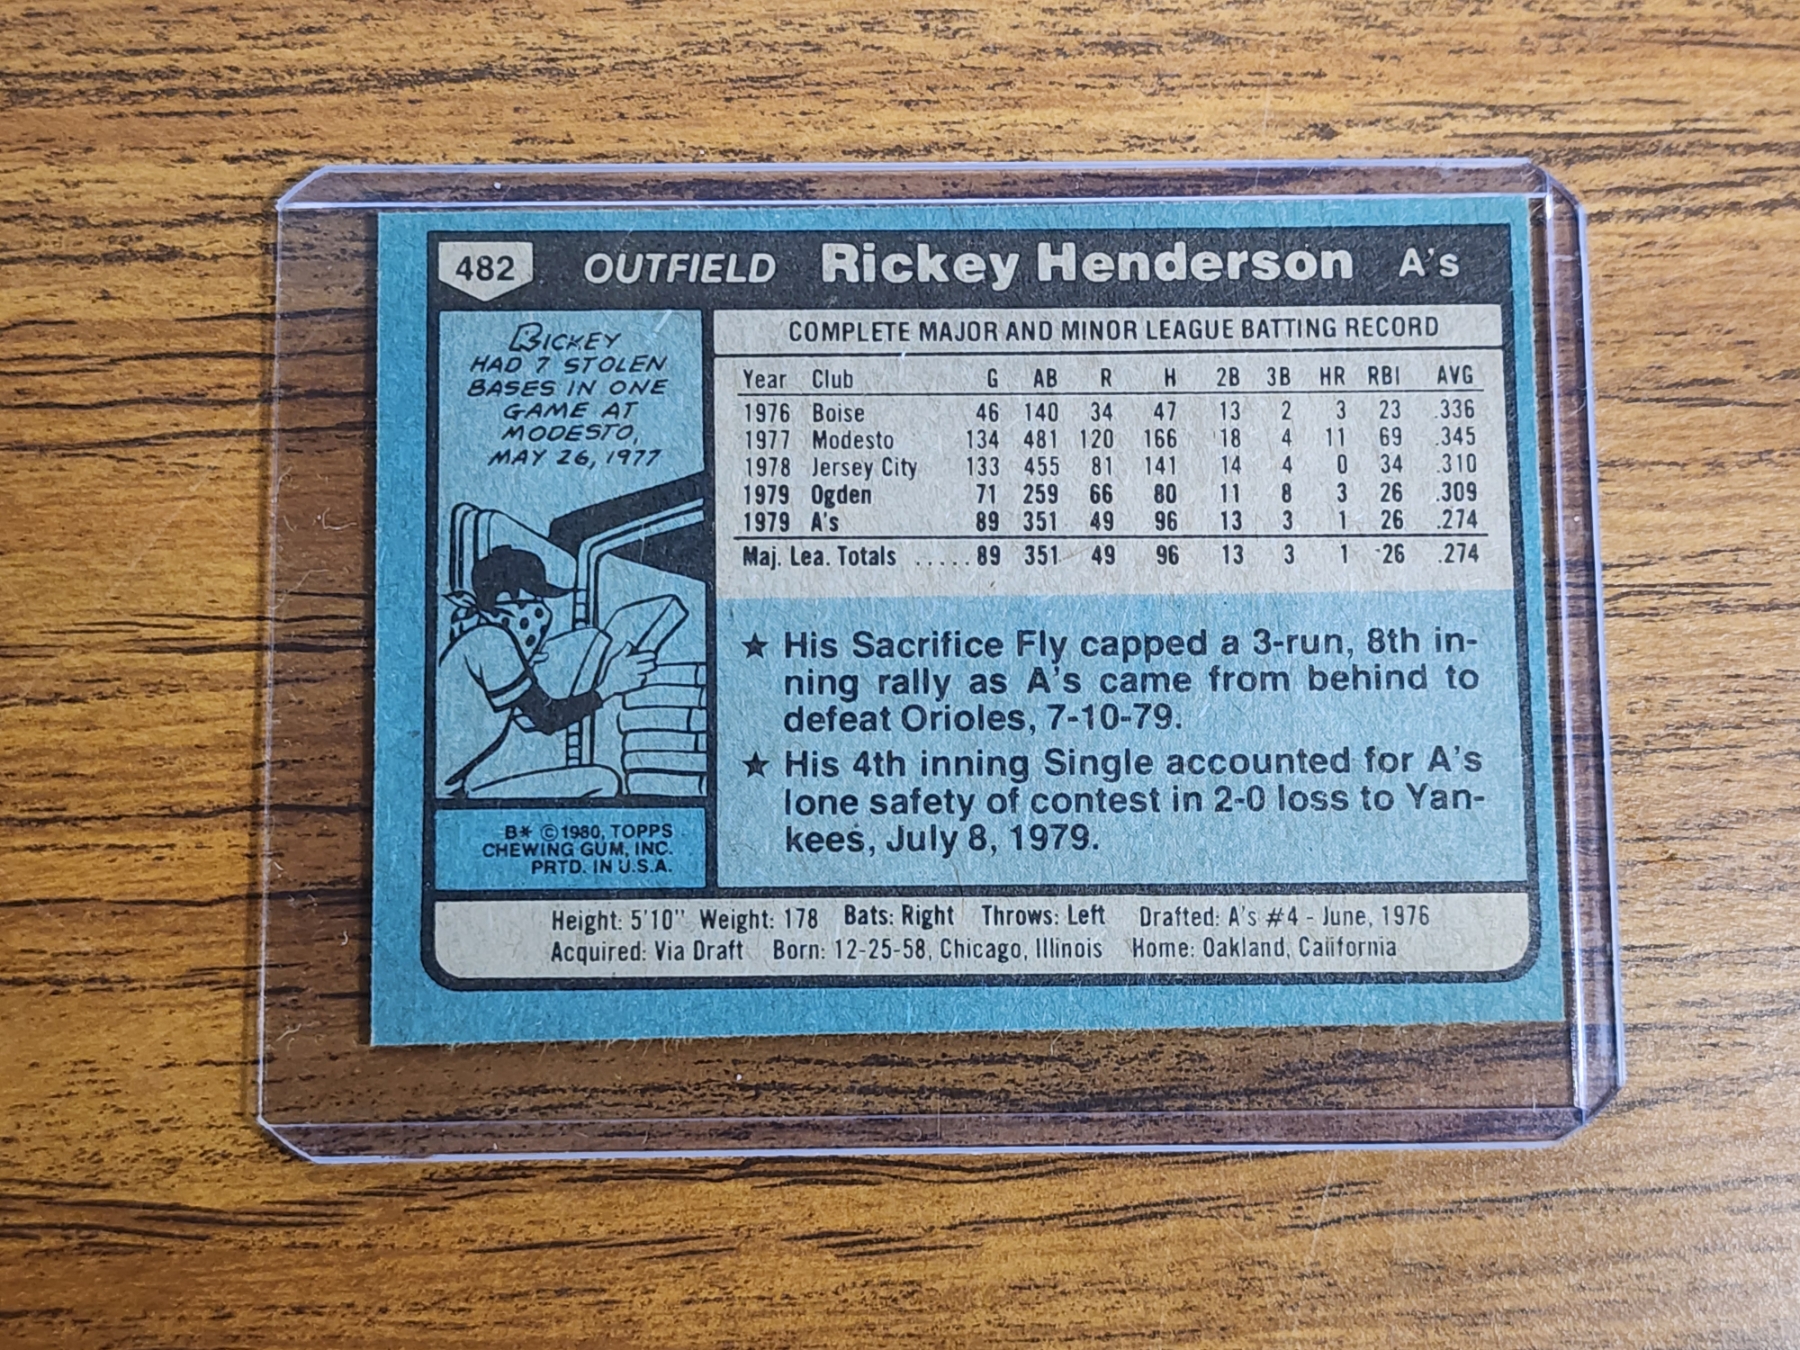 482 OUTFIELD Rickey Henderson A's
RICKEY
HAD 7 STOLEN
BASES IN ONE
GAME AT
MODESTO,
MAY 26, 1977
B* ©1980, TOPPS
CHEWING GUM, INC.
PRTD. IN U.S.A.
COMPLETE MAJOR AND MINOR LEAGUE BATTING RECORD
Year Club G AB R H 2B 3B HR RBI AVG
1976 Boise 46 140 34 47 13 2 3 23 .336
1977 Modesto 134 481 120 166 18 4 11 69 .345
1978 Jersey City 133 455 81 141 14 4 0 34 .310
1979 Ogden 71 259 66 80 11 8 3 26 .309
1979 A's 89 351 49 96 13 3 1 26 .274
Maj. Lea. Totals ..... 89 351 49 96 13 3 1 26 .274
★ His Sacrifice Fly capped a 3-run, 8th in-
ning rally as A's came from behind to
defeat Orioles, 7-10-79.
★ His 4th inning Single accounted for A's
lone safety of contest in 2-0 loss to Yan-
kees, July 8, 1979.
Height: 5'10" Weight: 178 Bats: Right Throws: Left Drafted: A's #4 - June, 1976
Acquired: Via Draft Born: 12-25-58, Chicago, Illinois Home: Oakland, California